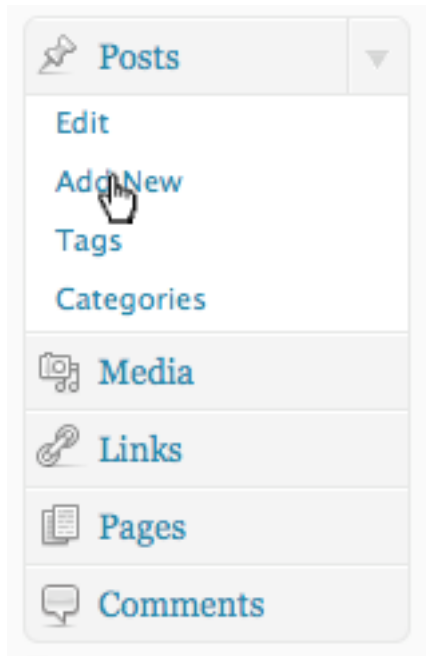 Posts
Edit
Add New
Tags
Categories
Media
Links
Pages
Comments